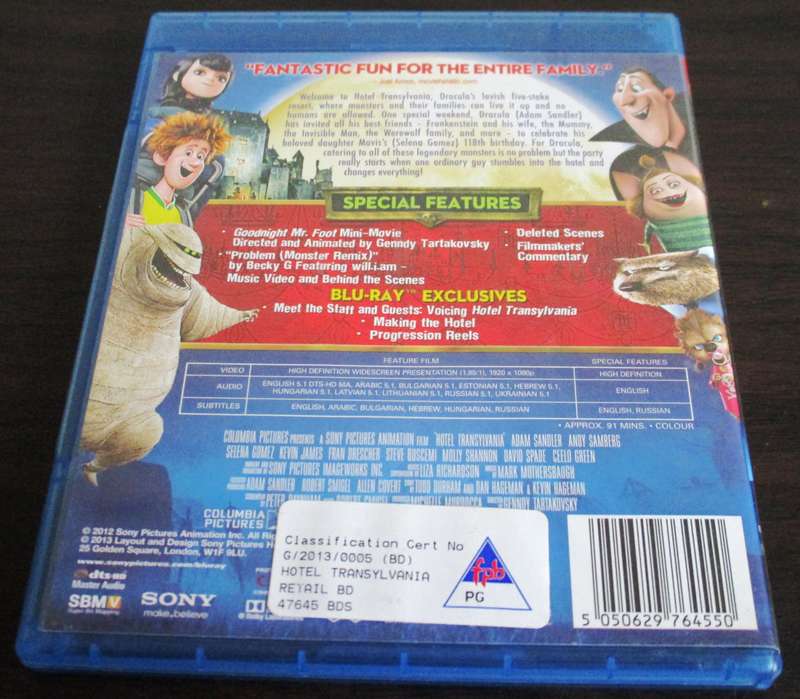 "FANTASTIC FUN FOR THE ENTIRE FAMILY."
Welcome to Hotel Transylvania, Dracula's lavish five-stake
resort, where monsters and their families can live it up and no
humans are allowed. One special weekend, Dracula (Adam Sandler)
has invited all his best friends - Frankenstein and his wife, the Mummy,
the Invisible Man, the Werewolf family, and more - to celebrate his
beloved daughter Mavis's (Selena Gomez) 118th birthday. For Dracula,
catering to all of these legendary monsters is no problem but the party
really starts when one ordinary guy stumbles into the hotel and
changes everything!
SPECIAL FEATURES
· Goodnight Mr. Foot Mini-Movie
Directed and Animated by Genndy Tartakovsky
· "Problem (Monster Remix)"
by Becky G Featuring will.i.am -
Music Video and Behind the Scenes
· Deleted Scenes
· Filmmakers'
Commentary
BLU-RAY™ EXCLUSIVES
· Meet the Staff and Guests: Voicing Hotel Transylvania
· Making the Hotel
· Progression Reels
FEATURE FILM SPECIAL FEATURES
VIDEO HIGH DEFINITION WIDESCREEN PRESENTATION (1.85:1), 1920 x 1080p HIGH DEFINITION
AUDIO ENGLISH 5.1 DTS-HD MA, ARABIC 5.1, BULGARIAN 5.1, ESTONIAN 5.1, HEBREW 5.1,
HUNGARIAN 5.1, LATVIAN 5.1, LITHUANIAN 5.1, RUSSIAN 5.1, UKRAINIAN 5.1 ENGLISH
SUBTITLES ENGLISH, ARABIC, BULGARIAN, HEBREW, HUNGARIAN, RUSSIAN ENGLISH, RUSSIAN
• APPROX. 91 MINS. • COLOUR
COLUMBIA PICTURES PRESENTS A SONY PICTURES ANIMATION FILM "HOTEL TRANSYLVANIA" ADAM SANDLER ANDY SAMBERG
SELENA GOMEZ KEVIN JAMES FRAN DRESCHER STEVE BUSCEMI MOLLY SHANNON DAVID SPADE CEELO GREEN
SONY PICTURES IMAGEWORKS INC. LIZA RICHARDSON MARK MOTHERSBAUGH
ADAM SANDLER ROBERT SMIGEL ALLEN COVERT TODD DURHAM AND DAN HAGEMAN & KEVIN HAGEMAN
PETER GENNDY TARTAKOVSKY
COLUMBIA
PICTURES
© 2012 Sony Pictures Animation Inc. All
© 2013 Layout and Design Sony Pictures
25 Golden Square, London, W1F 9LU.
www.sonypictures.com/bluray
dts-HD
Master Audio
SBMV
SONY
make.believe
Classification Cert No
G/2013/0005 (BD)
HOTEL TRANSYLVANIA
RETAIL BD
47645 BDS
fpb
PG
5 050629 764550